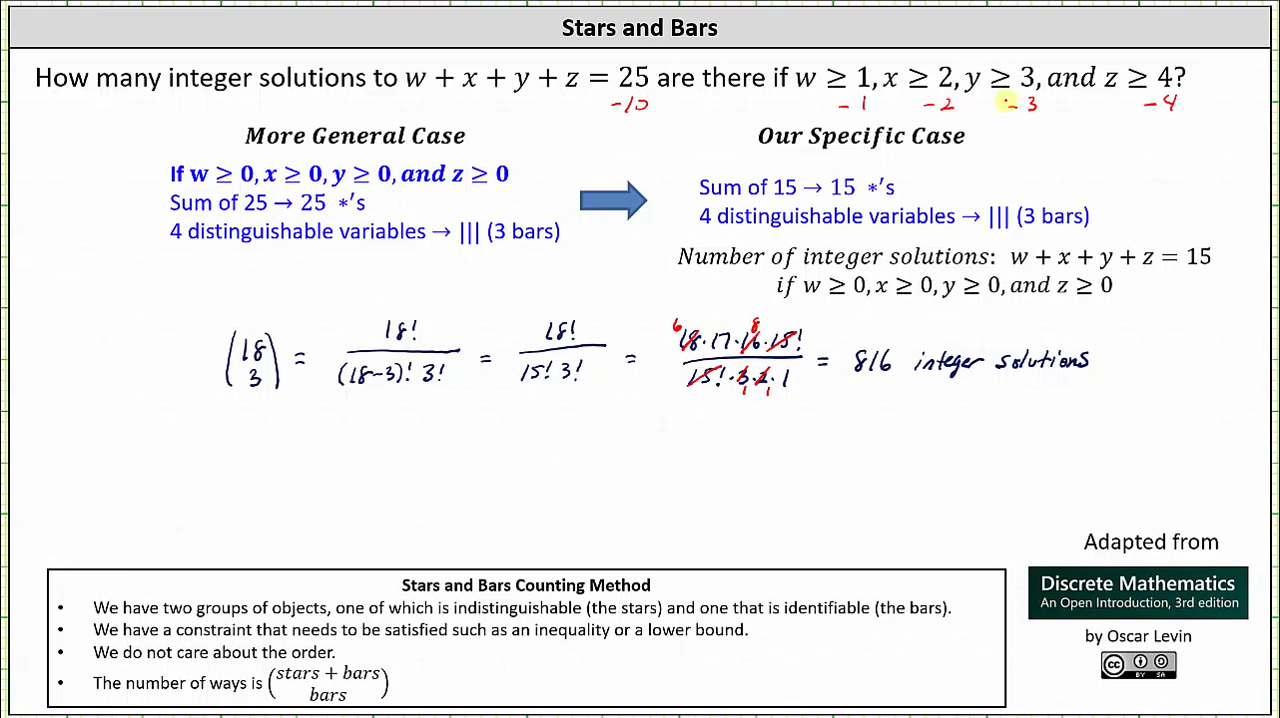 Stars and Bars
How many integer solutions to w + x + y + z = 25 are there if w ≥ 1, x ≥ 2, y ≥ 3, and z ≥ 4?
-10 -1 -2 -3 -4
More General Case
If w ≥ 0, x ≥ 0, y ≥ 0, and z ≥ 0
Sum of 25 → 25 *'s
4 distinguishable variables → ||| (3 bars)
Our Specific Case
Sum of 15 → 15 *'s
4 distinguishable variables → ||| (3 bars)
Number of integer solutions: w + x + y + z = 15
if w ≥ 0, x ≥ 0, y ≥ 0, and z ≥ 0
6 8
(18 3) = 18! / (18-3)! 3! = 18! / 15! 3! = 18·17·16·15! / 15!·3·2·1 = 816 integer solutions
1 1
Adapted from
Discrete Mathematics
An Open Introduction, 3rd edition
by Oscar Levin
CC BY SA
Stars and Bars Counting Method
• We have two groups of objects, one of which is indistinguishable (the stars) and one that is identifiable (the bars).
• We have a constraint that needs to be satisfied such as an inequality or a lower bound.
• We do not care about the order.
• The number of ways is (stars + bars
bars)